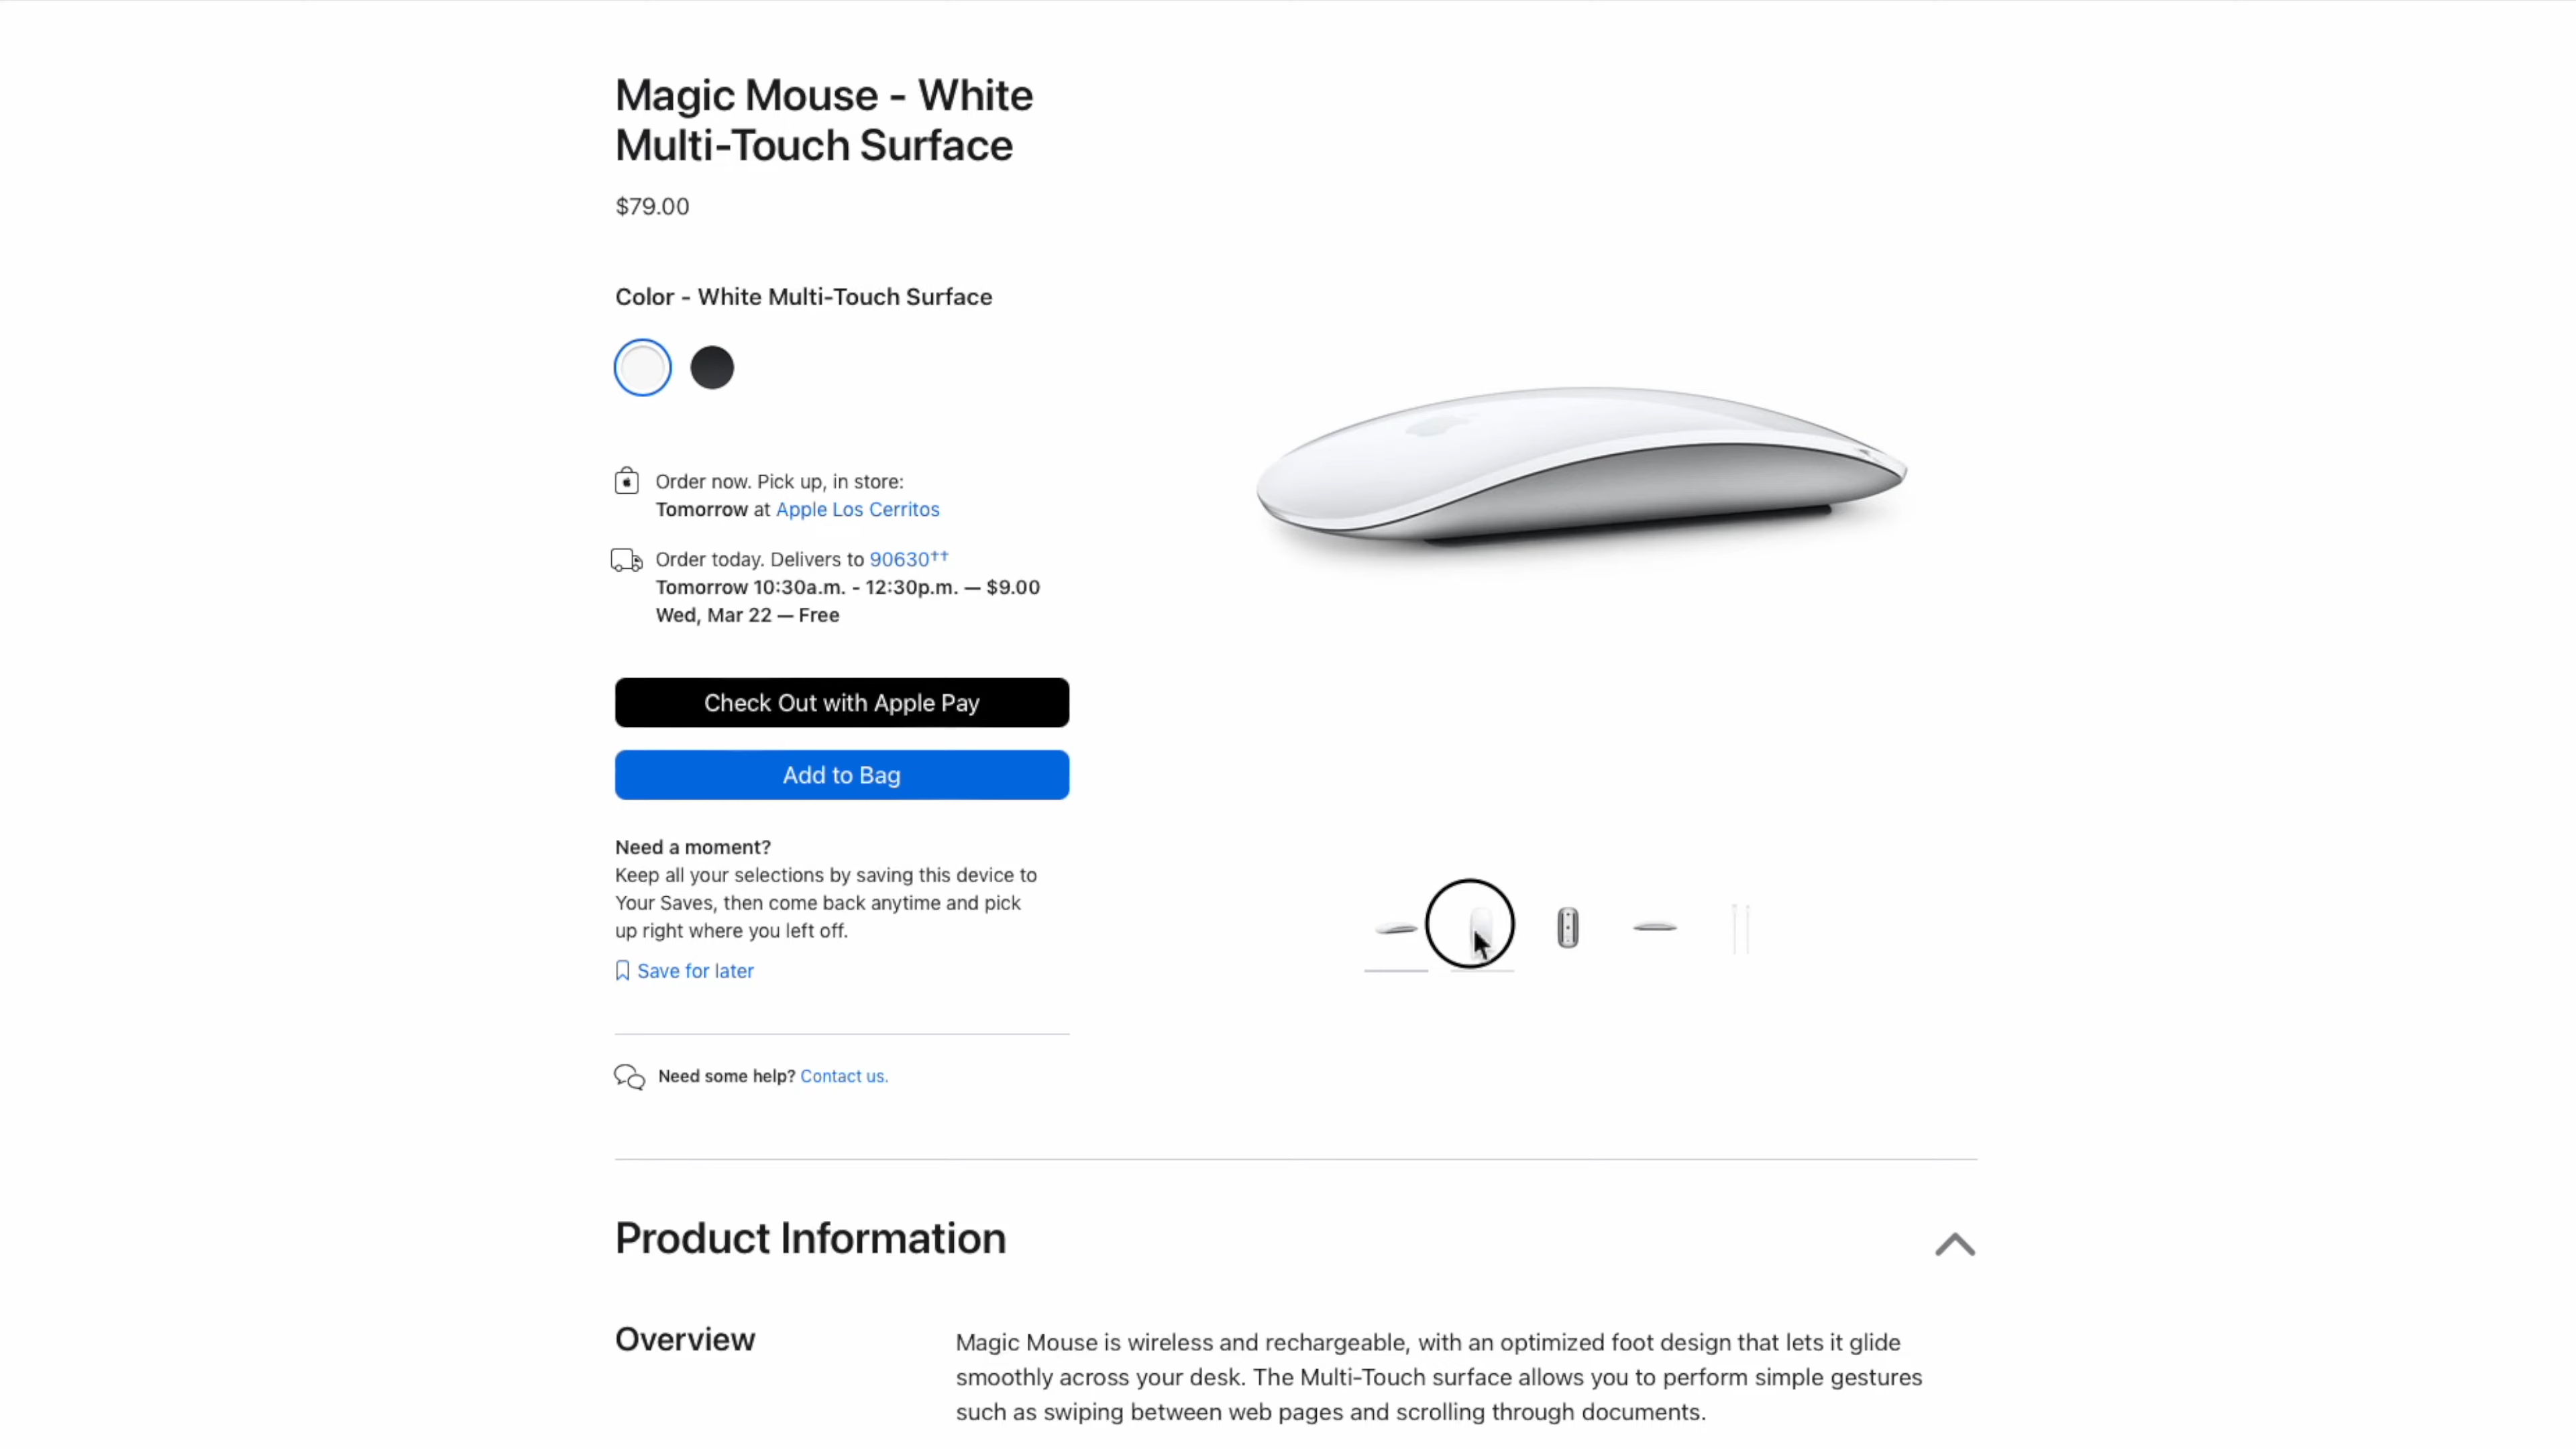 Magic Mouse - White
Multi-Touch Surface
$79.00
Color - White Multi-Touch Surface
Order now. Pick up, in store:
Tomorrow at Apple Los Cerritos
Order today. Delivers to 90630††
Tomorrow 10:30a.m. - 12:30p.m. — $9.00
Wed, Mar 22 — Free
Check Out with Apple Pay
Add to Bag
Need a moment?
Keep all your selections by saving this device to
Your Saves, then come back anytime and pick
up right where you left off.
Save for later
Need some help? Contact us.
Product Information
Overview
Magic Mouse is wireless and rechargeable, with an optimized foot design that lets it glide
smoothly across your desk. The Multi-Touch surface allows you to perform simple gestures
such as swiping between web pages and scrolling through documents.